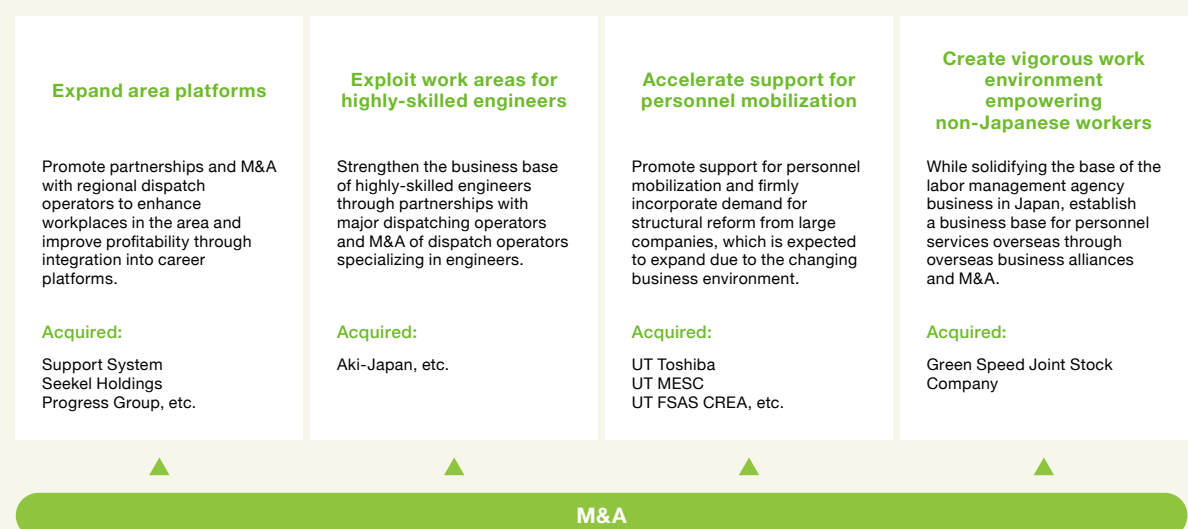 Expand area platforms
Promote partnerships and M&A
with regional dispatch
operators to enhance
workplaces in the area and
improve profitability through
integration into career
platforms.
Acquired:
Support System
Seekel Holdings
Progress Group, etc.
Exploit work areas for
highly-skilled engineers
Strengthen the business base
of highly-skilled engineers
through partnerships with
major dispatching operators
and M&A of dispatch operators
specializing in engineers.
Acquired:
Aki-Japan, etc.
Accelerate support for
personnel mobilization
Promote support for personnel
mobilization and firmly
incorporate demand for
structural reform from large
companies, which is expected
to expand due to the changing
business environment.
Acquired:
UT Toshiba
UT MESC
UT FSAS CREA, etc.
Create vigorous work
environment
empowering
non-Japanese workers
While solidifying the base of the
labor management agency
business in Japan, establish
a business base for personnel
services overseas through
overseas business alliances
and M&A.
Acquired:
Green Speed Joint Stock
Company
M&A